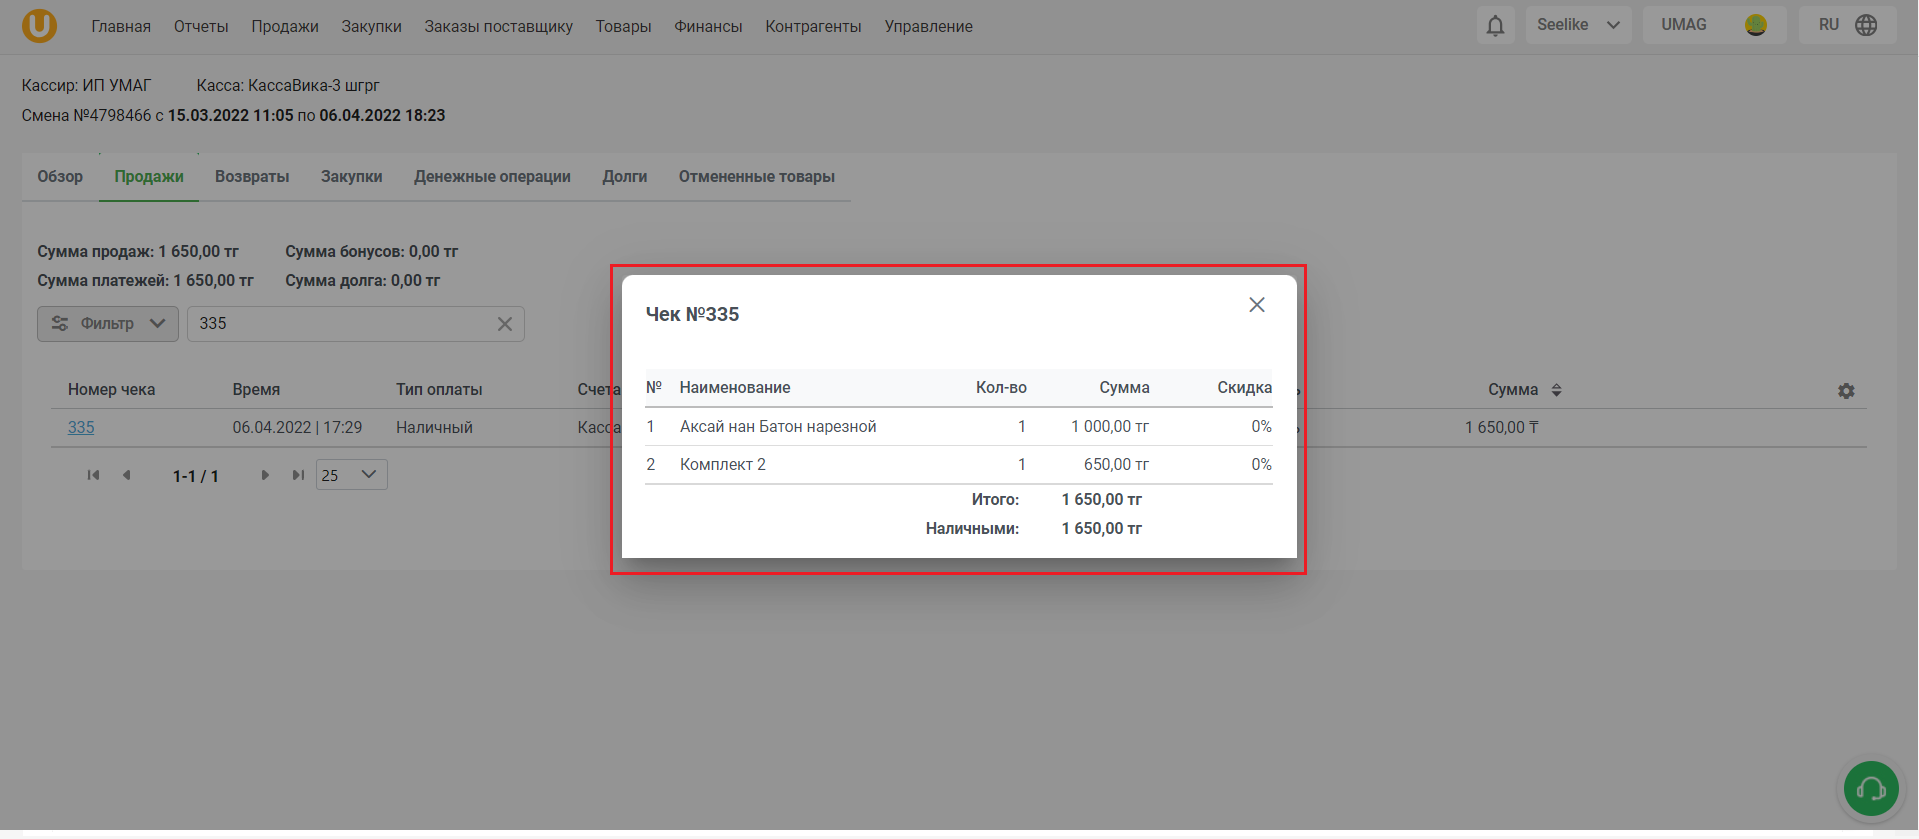 Главная Отчеты Продажи Закупки Заказы поставщику Товары Финансы Контрагенты Управление Seelike UMAG RU
Кассир: ИП УМАГ Касса: КассаВика-3 шгрг
Смена №4798466 с 15.03.2022 11:05 по 06.04.2022 18:23
Обзор Продажи Возвраты Закупки Денежные операции Долги Отмененные товары
Сумма продаж: 1 650,00 тг Сумма бонусов: 0,00 тг
Сумма платежей: 1 650,00 тг Сумма долга: 0,00 тг
Фильтр 335
Номер чека Время Тип оплаты Счета Сумма
335 06.04.2022 | 17:29 Наличный Касса 1 650,00 ₸
1-1 / 1 25
Чек №335
№ Наименование Кол-во Сумма Скидка
1 Аксай нан Батон нарезной 1 1 000,00 тг 0%
2 Комплект 2 1 650,00 тг 0%
Итого: 1 650,00 тг
Наличными: 1 650,00 тг